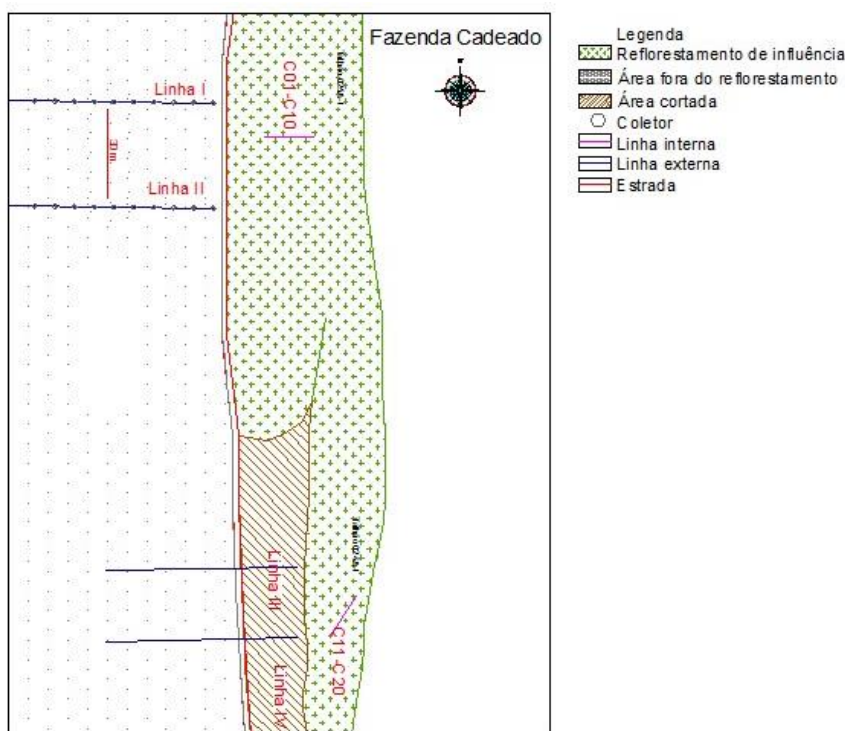 Fazenda Cadeado
Linha I
Linha II
C01-C10
Linha III
Linha IV
C11-C20
Legenda
Reflorestamento de influência
Área fora do reflorestamento
Área cortada
Coletor
Linha interna
Linha externa
Estrada